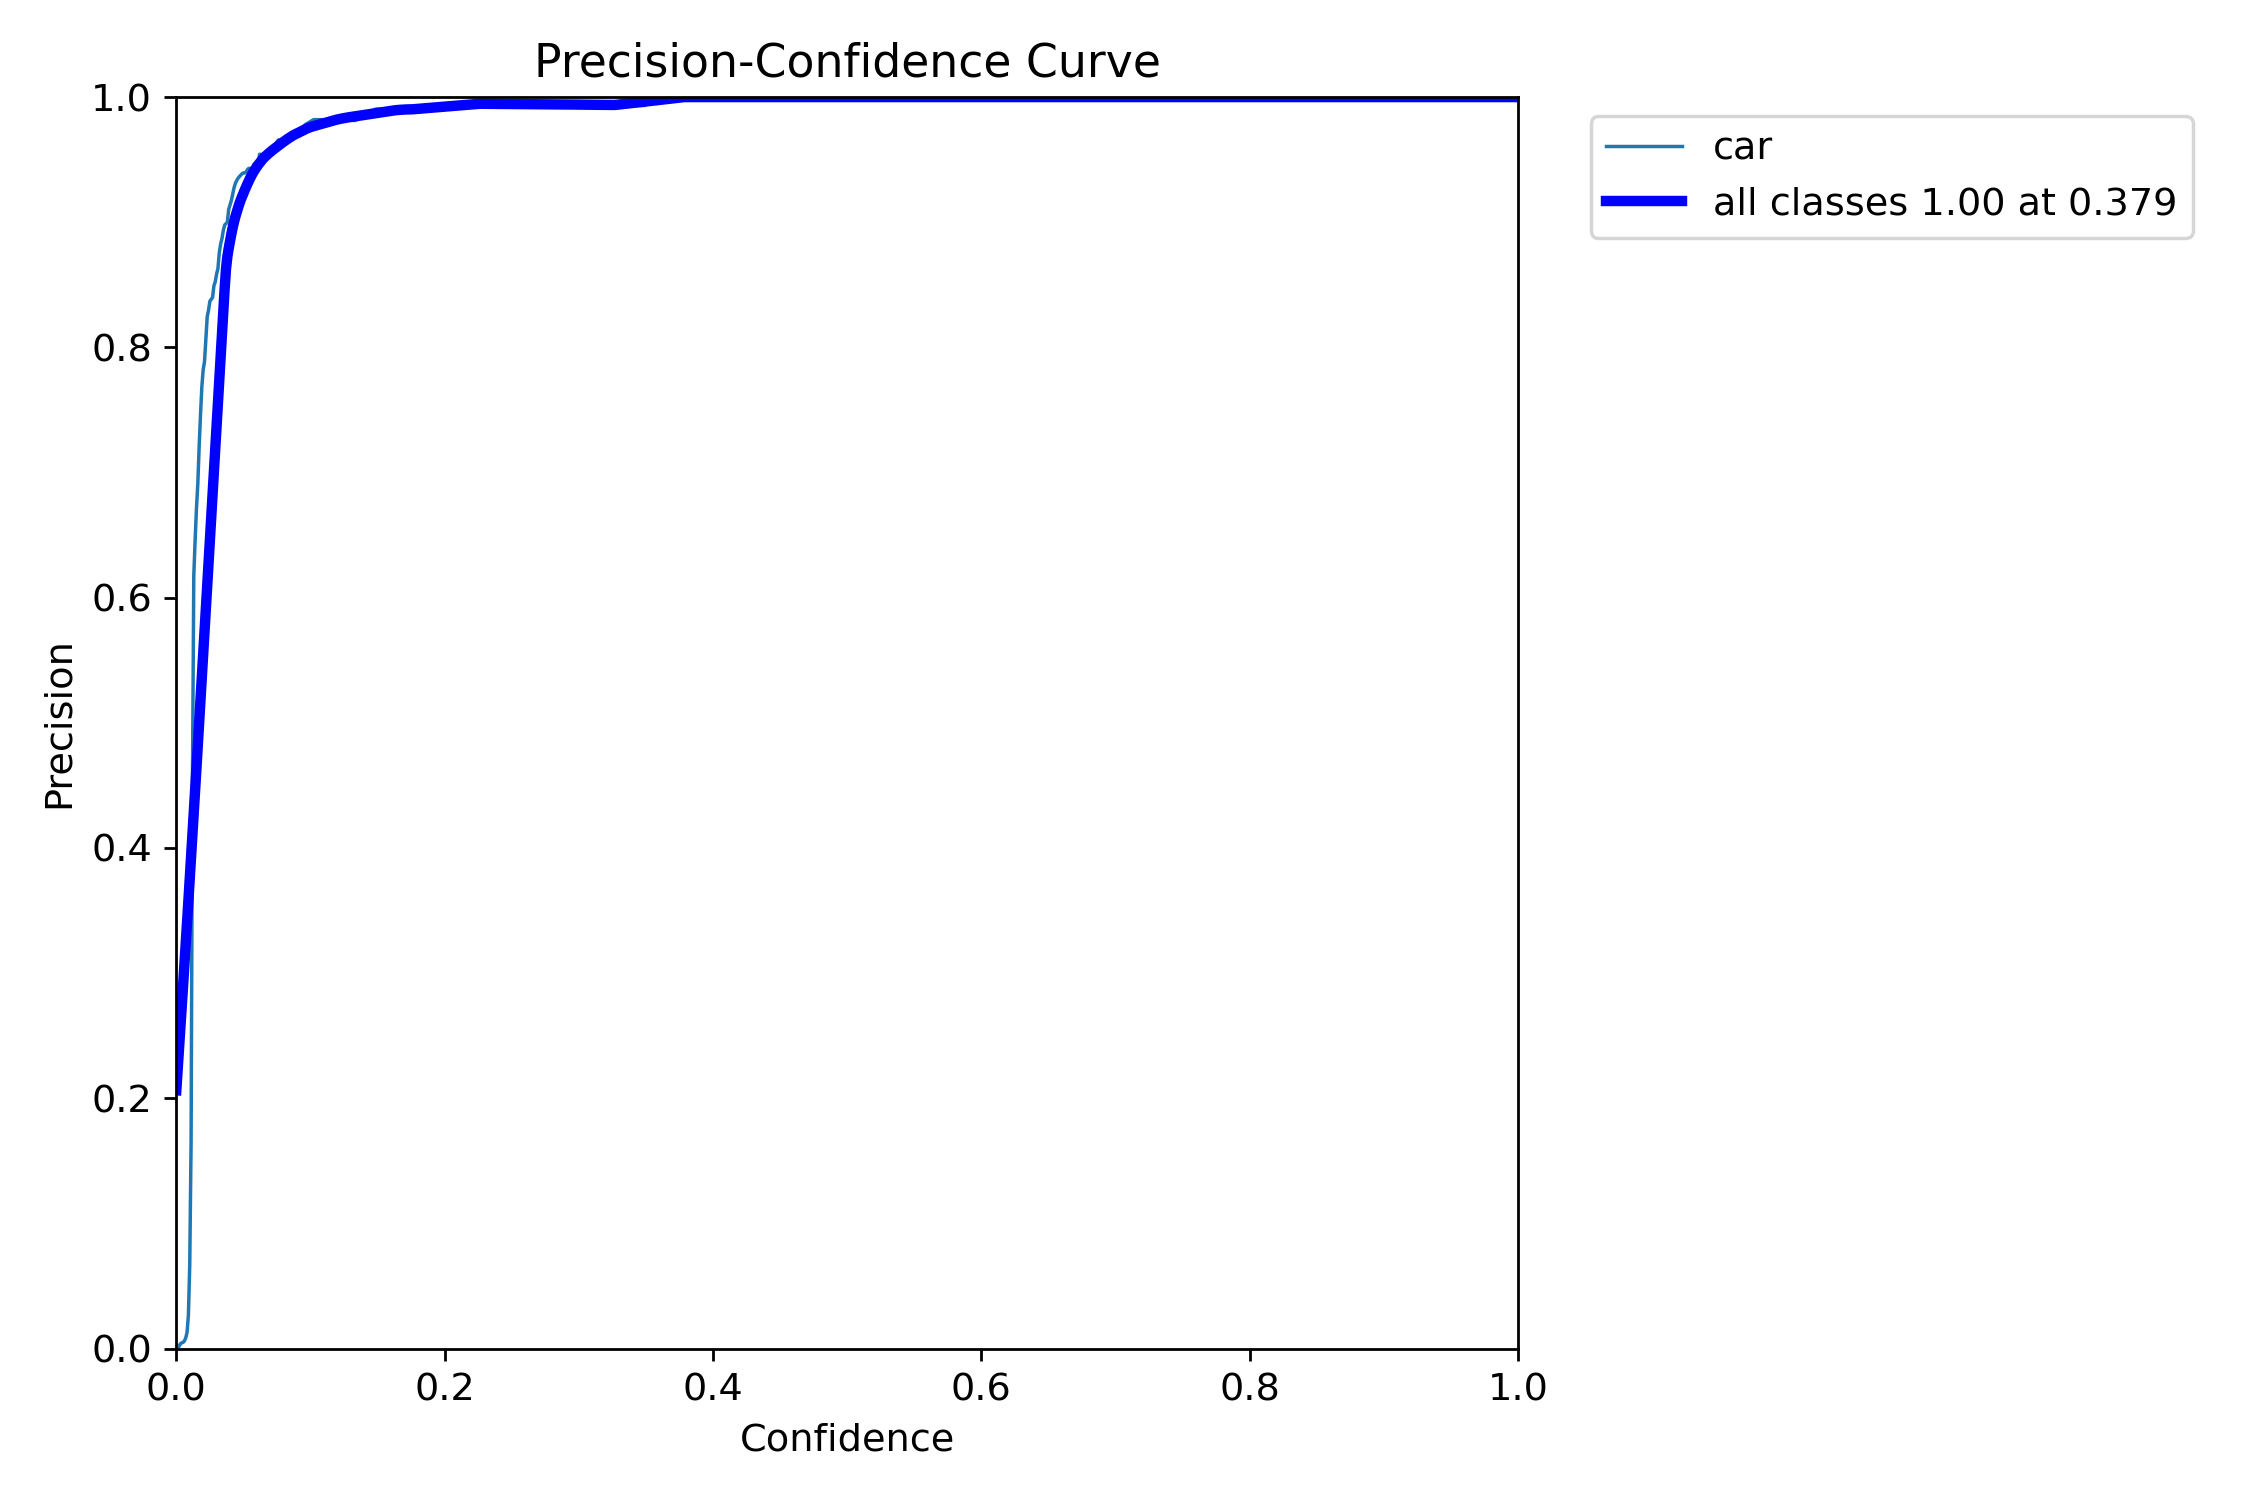 Precision-Confidence Curve
car
all classes 1.00 at 0.379
1.0
0.8
0.6
0.4
0.2
0.0
Precision
0.0 0.2 0.4 0.6 0.8 1.0
Confidence